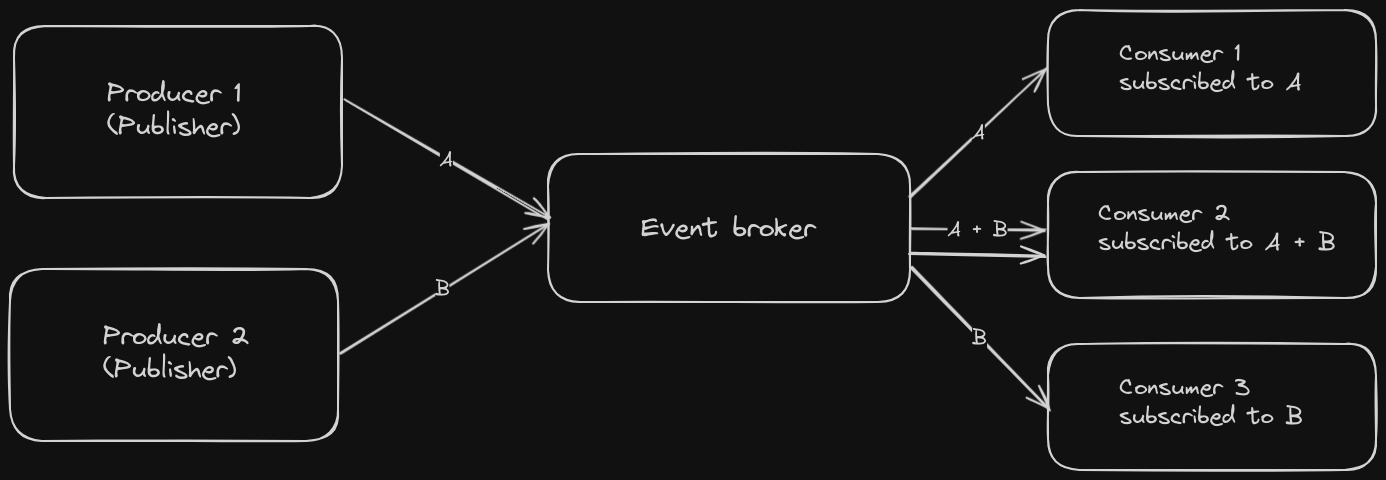 Producer 1
(Publisher)
A
Producer 2
(Publisher)
B
Event broker
A
A + B
B
Consumer 1
subscribed to A
Consumer 2
subscribed to A + B
Consumer 3
subscribed to B